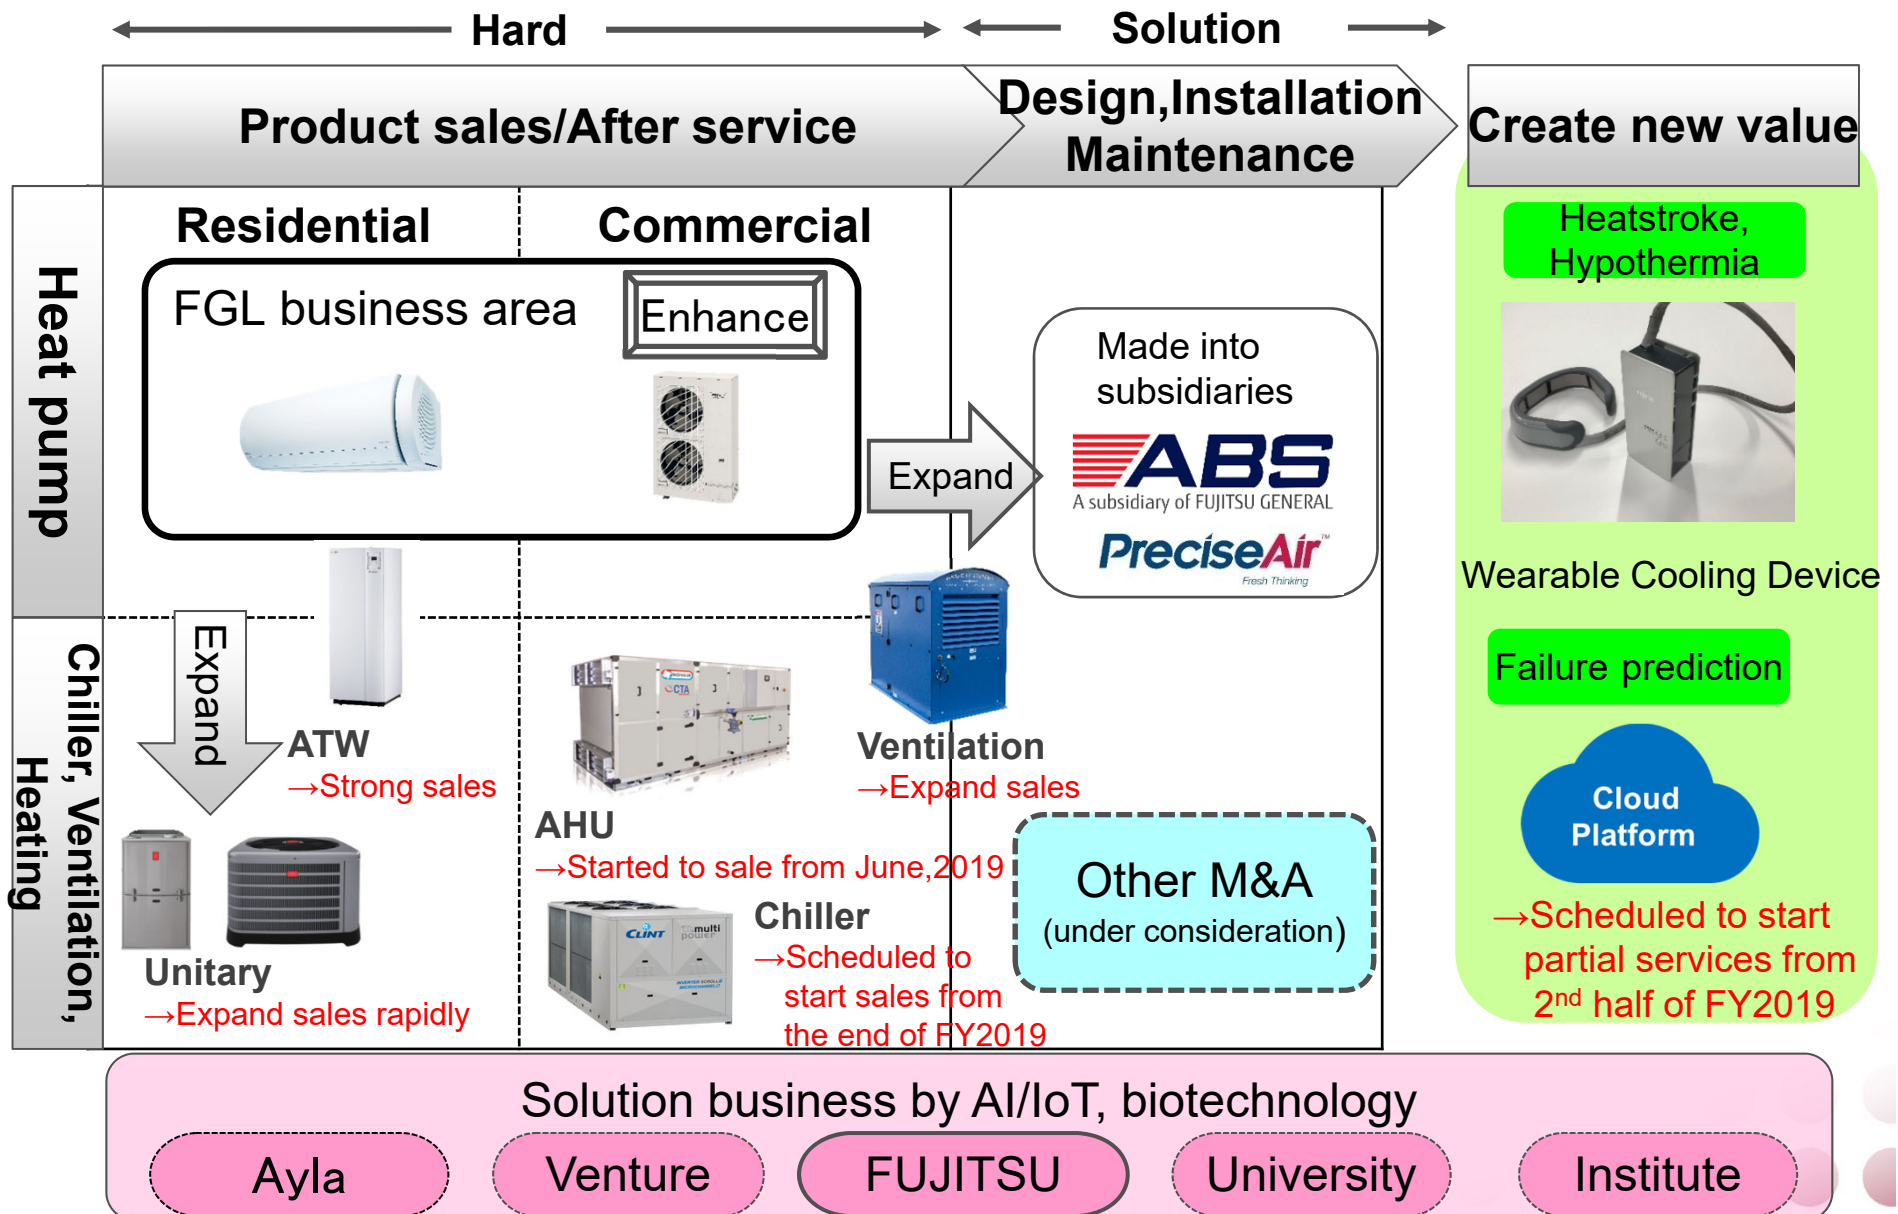 Hard
Solution
Product sales/After service
Design,Installation
Maintenance
Create new value
Heat pump
Residential
Commercial
FGL business area
Enhance
Expand
Made into
subsidiaries
ABS
A subsidiary of FUJITSU GENERAL
PreciseAir™
Fresh Thinking
Heatstroke,
Hypothermia
Wearable Cooling Device
Failure prediction
Cloud
Platform
→Scheduled to start
partial services from
2nd half of FY2019
Chiller, Ventilation,
Heating
Expand
ATW
→Strong sales
Unitary
→Expand sales rapidly
CTA
AHU
→Started to sale from June,2019
Ventilation
→Expand sales
CLINT
multi
power
Chiller
→Scheduled to
start sales from
the end of FY2019
Other M&A
(under consideration)
Solution business by AI/IoT, biotechnology
Ayla
Venture
FUJITSU
University
Institute